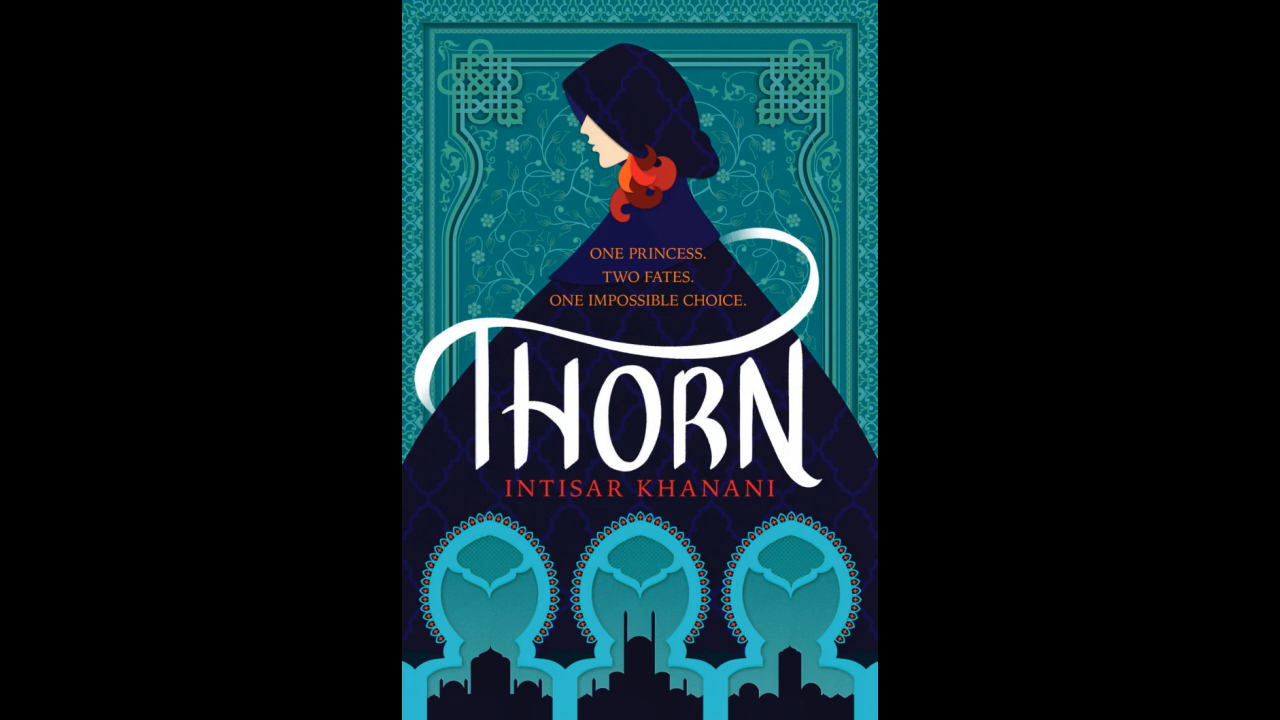 ONE PRINCESS.
TWO FATES.
ONE IMPOSSIBLE CHOICE.
THORN
INTISAR KHANANI